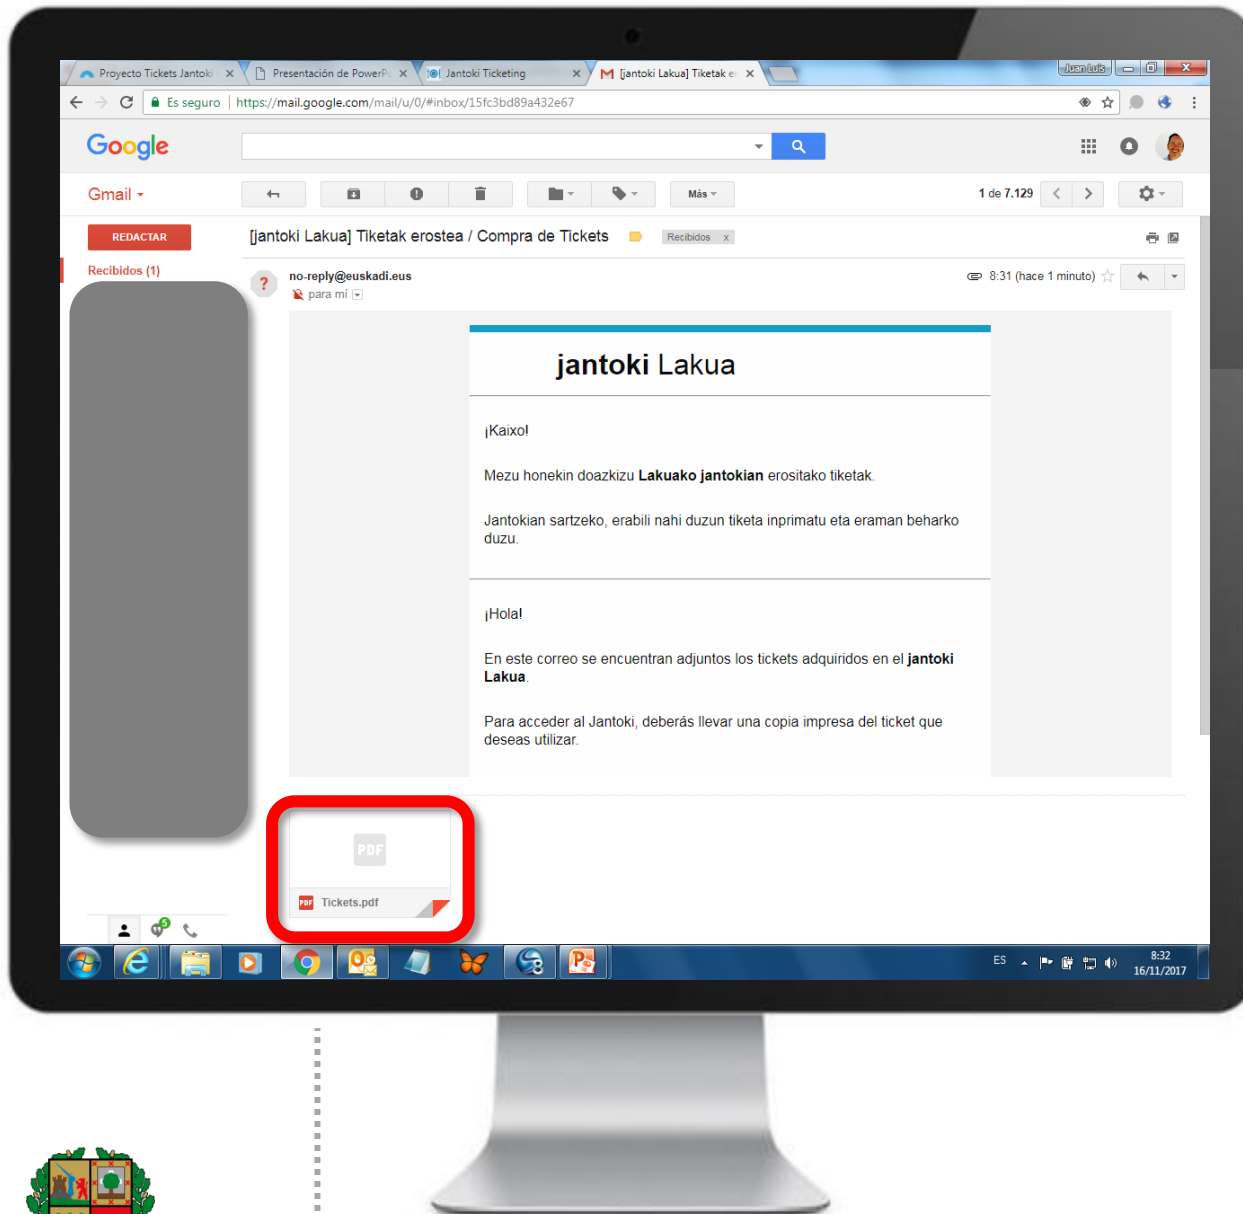 Proyecto Tickets Jantoki
Presentación de PowerPo
Jantoki Ticketing
[jantoki Lakua] Tiketak er
Juan Luis
Es seguro
https://mail.google.com/mail/u/0/#inbox/15fc3bd89a432e67
Google
Gmail
Más
1 de 7.129
REDACTAR
[jantoki Lakua] Tiketak erostea / Compra de Tickets
Recibidos x
Recibidos (1)
no-reply@euskadi.eus
8:31 (hace 1 minuto)
para mí
jantoki Lakua
¡Kaixo!
Mezu honekin doazkizu Lakuako jantokian erositako tiketak.
Jantokian sartzeko, erabili nahi duzun tiketa inprimatu eta eraman beharko
duzu.
¡Hola!
En este correo se encuentran adjuntos los tickets adquiridos en el jantoki
Lakua.
Para acceder al Jantoki, deberás llevar una copia impresa del ticket que
deseas utilizar.
PDF
PDF Tickets.pdf
5
ES
8:32
16/11/2017